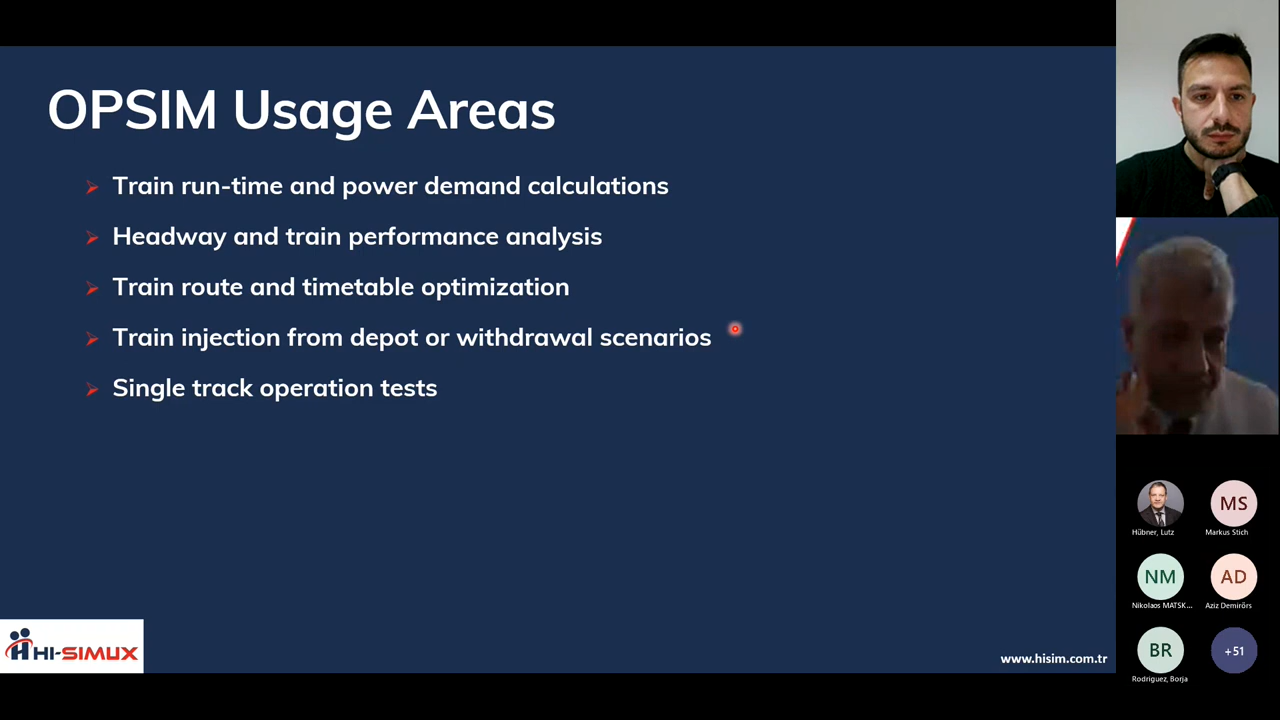 OPSIM Usage Areas
Train run-time and power demand calculations
Headway and train performance analysis
Train route and timetable optimization
Train injection from depot or withdrawal scenarios
Single track operation tests
HI-SIMUX
www.hisim.com.tr
Hübner, Lutz
MS
Markus Stich
NM
Nikolaos MATSK...
AD
Aziz Demirörs
BR
Rodriguez, Borja
+51